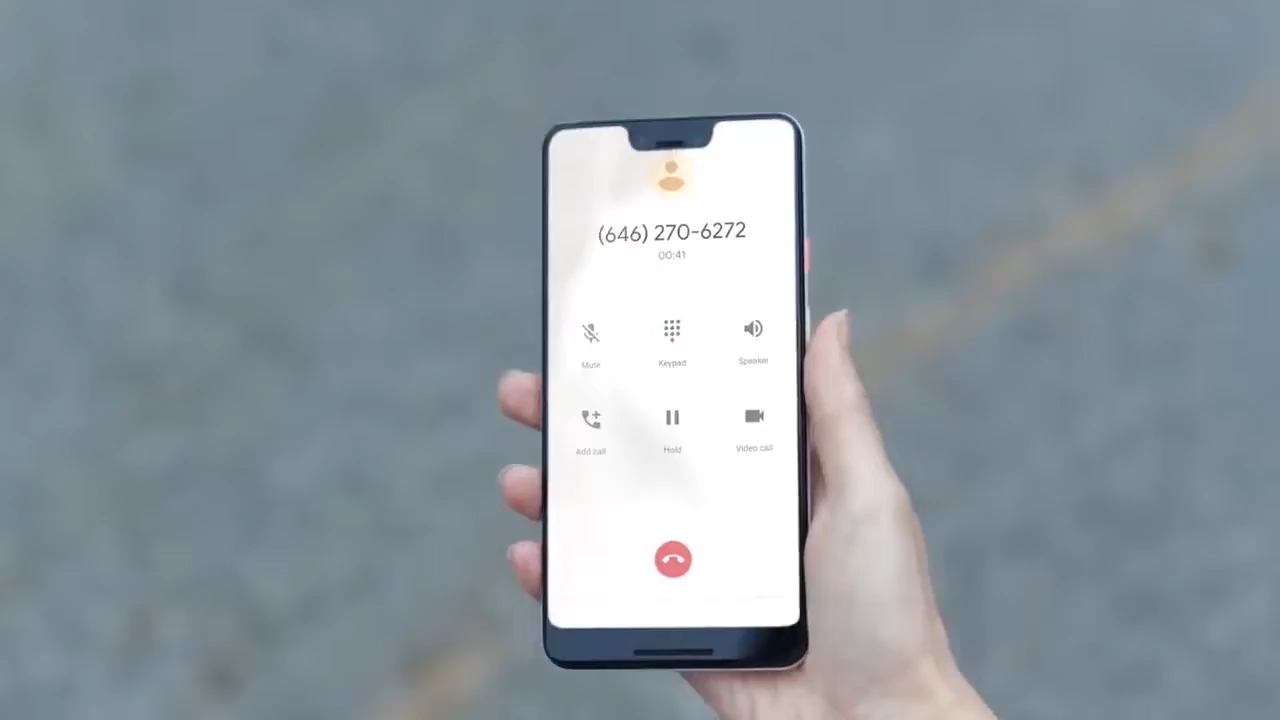 (646) 270-6272
00:41
Mute
Keypad
Speaker
Add call
Hold
Video call